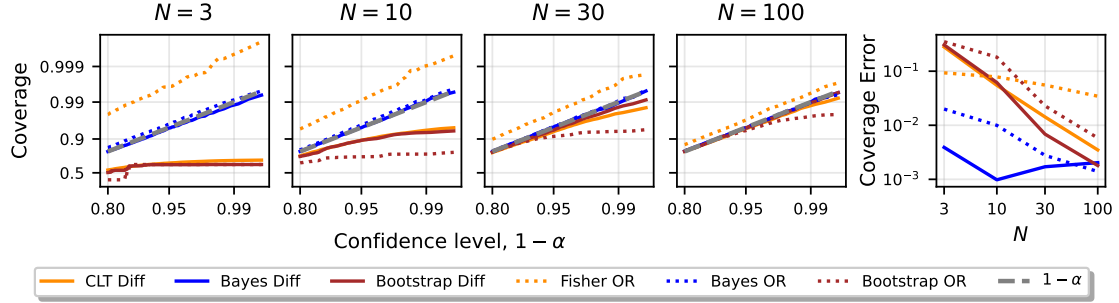 N = 3
N = 10
N = 30
N = 100
Coverage
0.999
0.99
0.9
0.5
0.80
0.95
0.99
0.80
0.95
0.99
0.80
0.95
0.99
0.80
0.95
0.99
Confidence level, 1 − α
Coverage Error
10⁻¹
10⁻²
10⁻³
3
10
30
100
N
CLT Diff
Bayes Diff
Bootstrap Diff
Fisher OR
Bayes OR
Bootstrap OR
1 − α